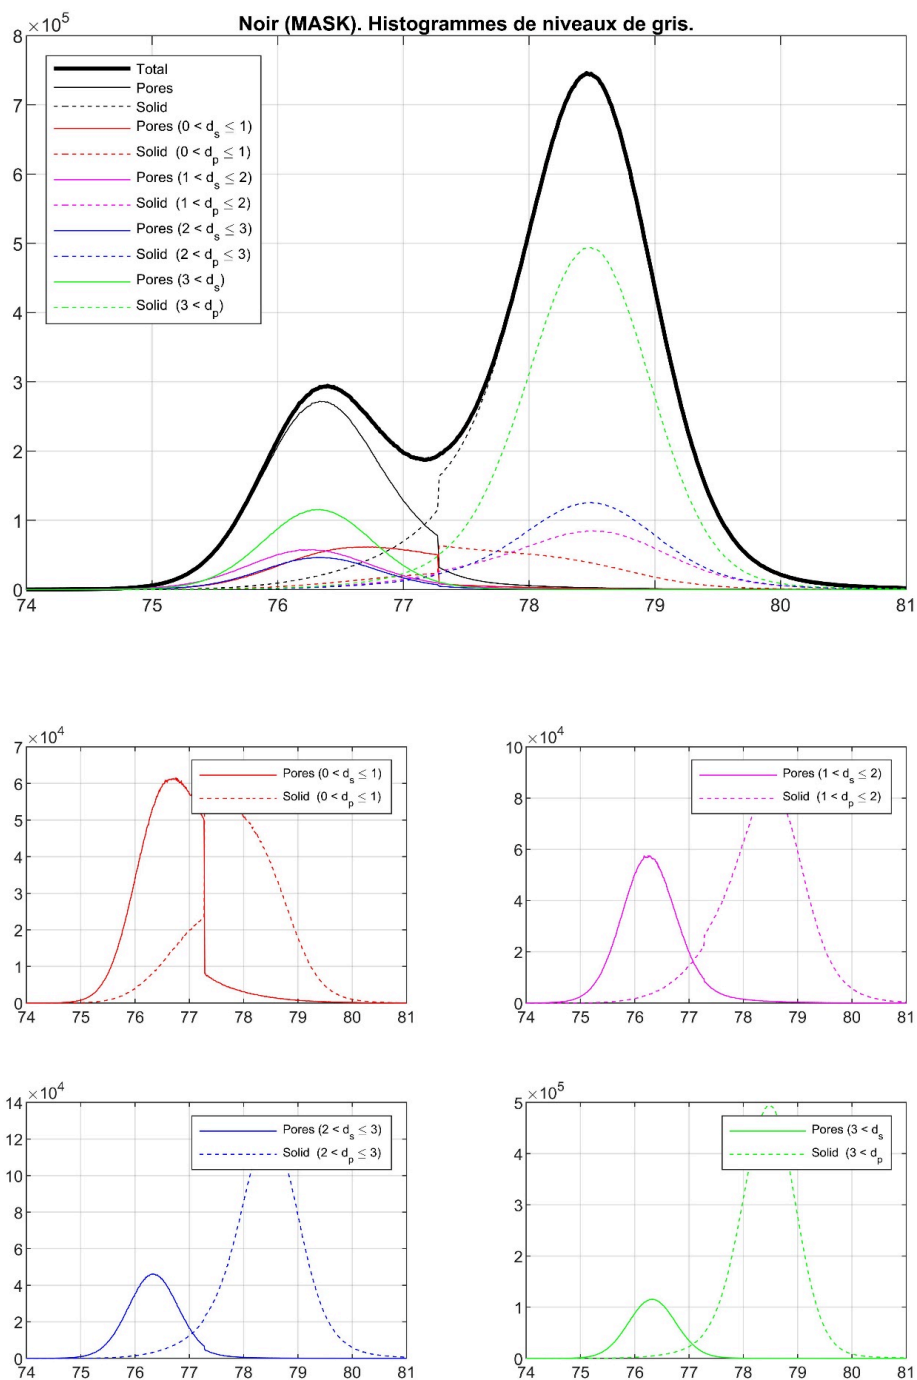 Noir (MASK). Histogrammes de niveaux de gris.
×10^5
8
7
6
5
4
3
2
1
0
74 75 76 77 78 79 80 81
Total
Pores
Solid
Pores (0 < d_s ≤ 1)
Solid (0 < d_p ≤ 1)
Pores (1 < d_s ≤ 2)
Solid (1 < d_p ≤ 2)
Pores (2 < d_s ≤ 3)
Solid (2 < d_p ≤ 3)
Pores (3 < d_s)
Solid (3 < d_p)
×10^4
7
6
5
4
3
2
1
0
74 75 76 77 78 79 80 81
Pores (0 < d_s ≤ 1)
Solid (0 < d_p ≤ 1)
×10^4
10
8
6
4
2
0
74 75 76 77 78 79 80 81
Pores (1 < d_s ≤ 2)
Solid (1 < d_p ≤ 2)
×10^4
14
12
10
8
6
4
2
0
74 75 76 77 78 79 80 81
Pores (2 < d_s ≤ 3)
Solid (2 < d_p ≤ 3)
×10^5
5
4
3
2
1
0
74 75 76 77 78 79 80 81
Pores (3 < d_s
Solid (3 < d_p